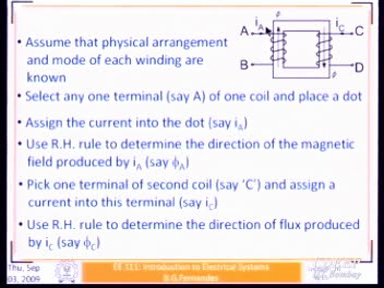 ϕ
i_A
i_C
A
C
B
D
ϕ
• Assume that physical arrangement
and mode of each winding are
known
• Select any one terminal (say A) of one coil and place a dot
• Assign the current into the dot (say i_A)
• Use R.H. rule to determine the direction of the magnetic
field produced by i_A (say ϕ_A)
• Pick one terminal of second coil (say 'C') and assign a
current into this terminal (say i_C)
• Use R.H. rule to determine the direction of flux produced
by i_C (say ϕ_C)
Thu, Sep
03, 2009
EE 111: Introduction to Electrical Systems
B.G.Fernandes